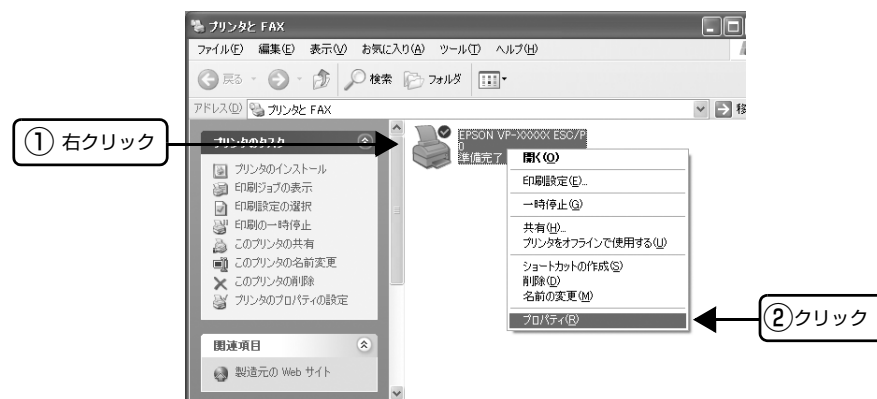 プリンタと FAX
ファイル(F) 編集(E) 表示(V) お気に入り(A) ツール(T) ヘルプ(H)
戻る 検索 フォルダ
アドレス(D) プリンタと FAX
① 右クリック
プリンタのタスク
プリンタのインストール
印刷ジョブの表示
印刷設定の選択
印刷の一時停止
このプリンタの共有
このプリンタの名前変更
このプリンタの削除
プリンタのプロパティの設定
関連項目
製造元の Web サイト
EPSON VP-XXXXX ESC/P
0
準備完了
開く(O)
印刷設定(E)...
一時停止(G)
共有(H)...
プリンタをオフラインで使用する(U)
ショートカットの作成(S)
削除(D)
名前の変更(M)
プロパティ(R)
②クリック